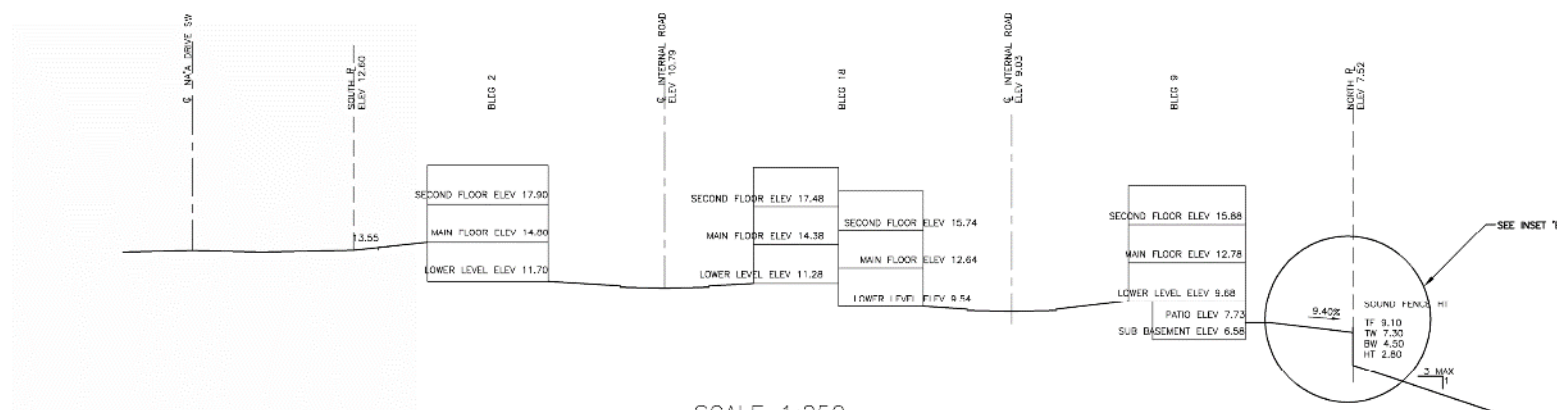 ℄ NA'A DRIVE SW
SOUTH ℄
ELEV 12.60
BLDG 2
℄ INTERNAL ROAD
ELEV 10.79
BLDG 18
℄ INTERNAL ROAD
ELEV 9.03
BLDG 9
NORTH ℄
ELEV 7.52
SECOND FLOOR ELEV 17.90
MAIN FLOOR ELEV 14.80
LOWER LEVEL ELEV 11.70
13.55
SECOND FLOOR ELEV 17.48
MAIN FLOOR ELEV 14.38
LOWER LEVEL ELEV 11.28
SECOND FLOOR ELEV 15.74
MAIN FLOOR ELEV 12.64
LOWER LEVEL ELEV 9.54
SECOND FLOOR ELEV 15.88
MAIN FLOOR ELEV 12.78
LOWER LEVEL ELEV 9.68
PATIO ELEV 7.73
SUB BASEMENT ELEV 6.58
9.40%
SOUND FENCE HT
TF 9.10
TW 7.30
BW 4.50
HT 2.80
3 MAX
1
SEE INSET
SCALE 1:250